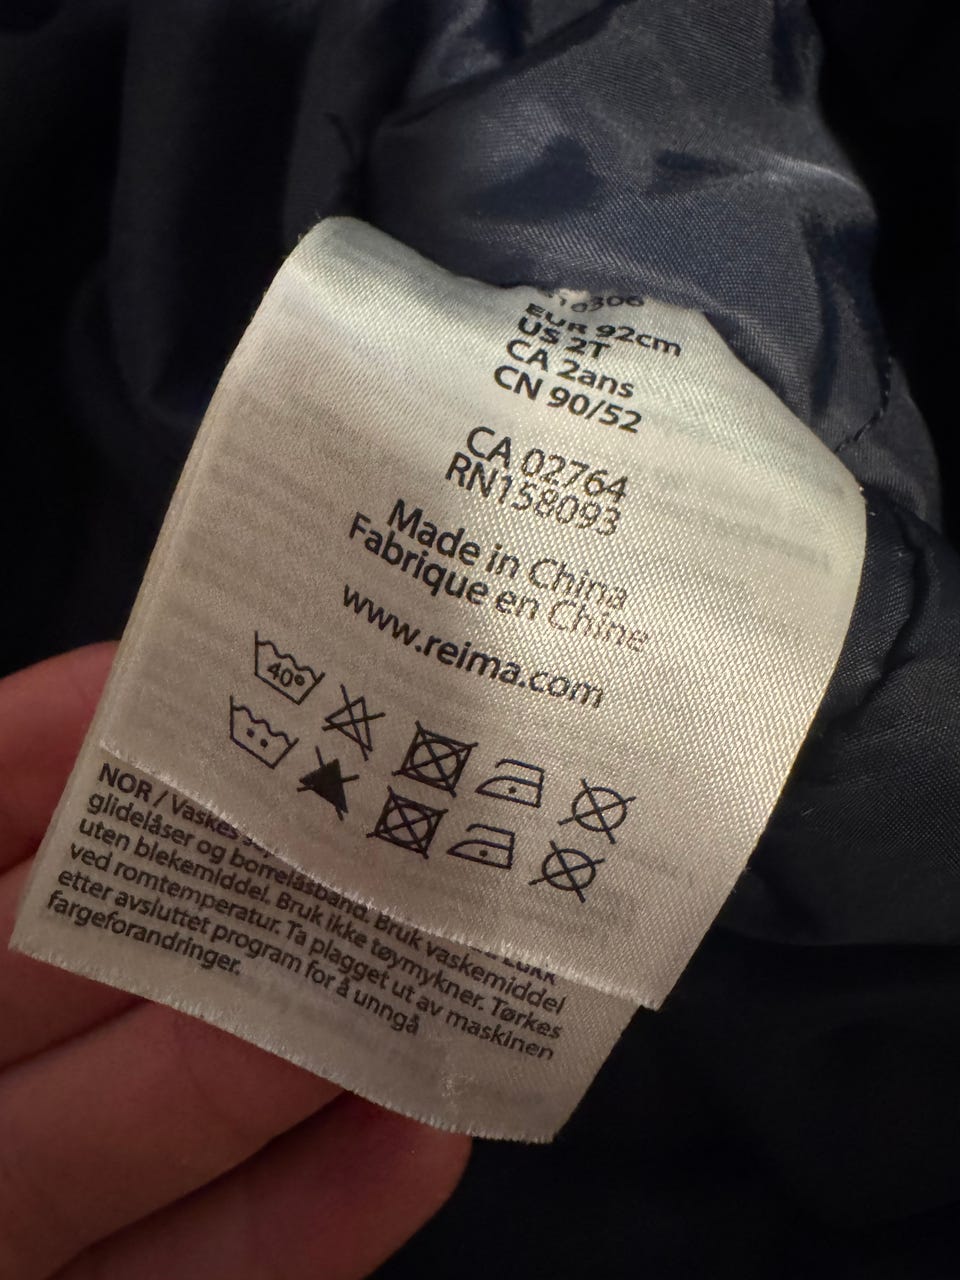 EUR 92cm
US 2T
CA 2ans
CN 90/52
CA 02764
RN158093
Made in China
Fabrique en Chine
www.reima.com
40°
NOR / Vaskes
glidelåser og borrelåsbånd. Bruk vaskemiddel
uten blekemiddel. Bruk ikke tøymykner. Tørkes
ved romtemperatur. Ta plagget ut av maskinen
etter avsluttet program for å unngå
fargeforandringer.